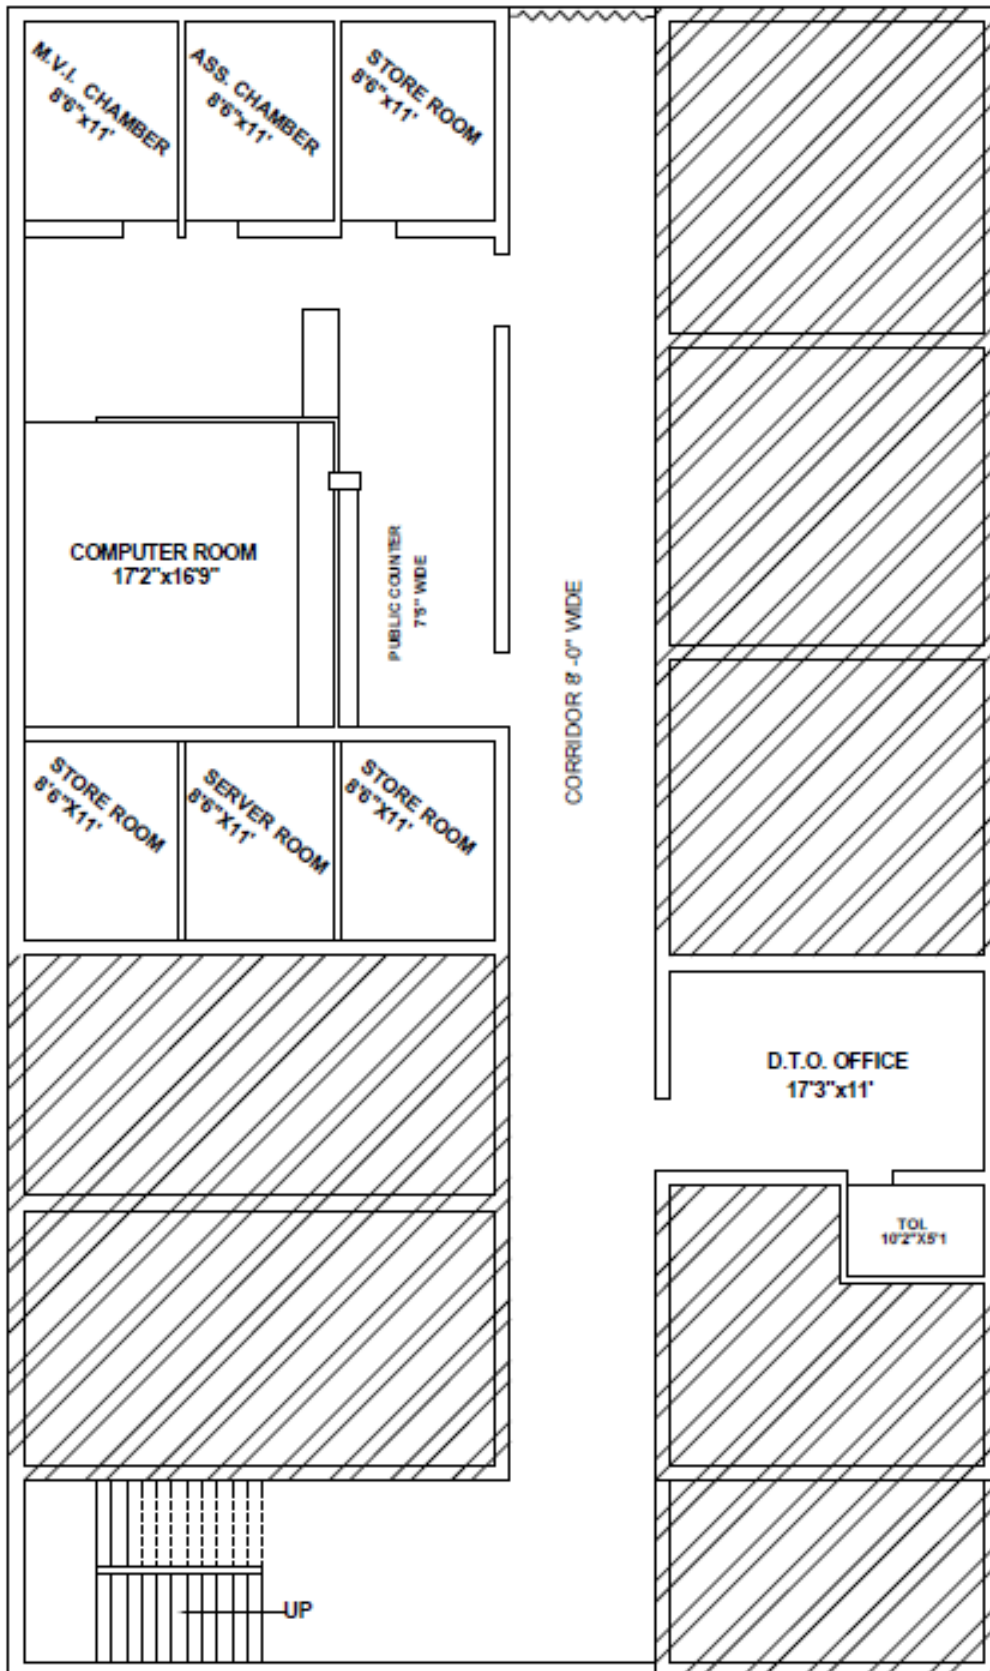 M.V.I. CHAMBER
8'6"x11'
ASS. CHAMBER
8'6"x11'
STORE ROOM
8'6"x11'
COMPUTER ROOM
17'2"x16'9"
PUBLIC COUNTER
7'5" WIDE
CORRIDOR 8'-0" WIDE
STORE ROOM
8'6"X11'
SERVER ROOM
8'6"X11'
STORE ROOM
8'6"X11'
D.T.O. OFFICE
17'3"x11'
TOI.
10'2"X5'1
UP